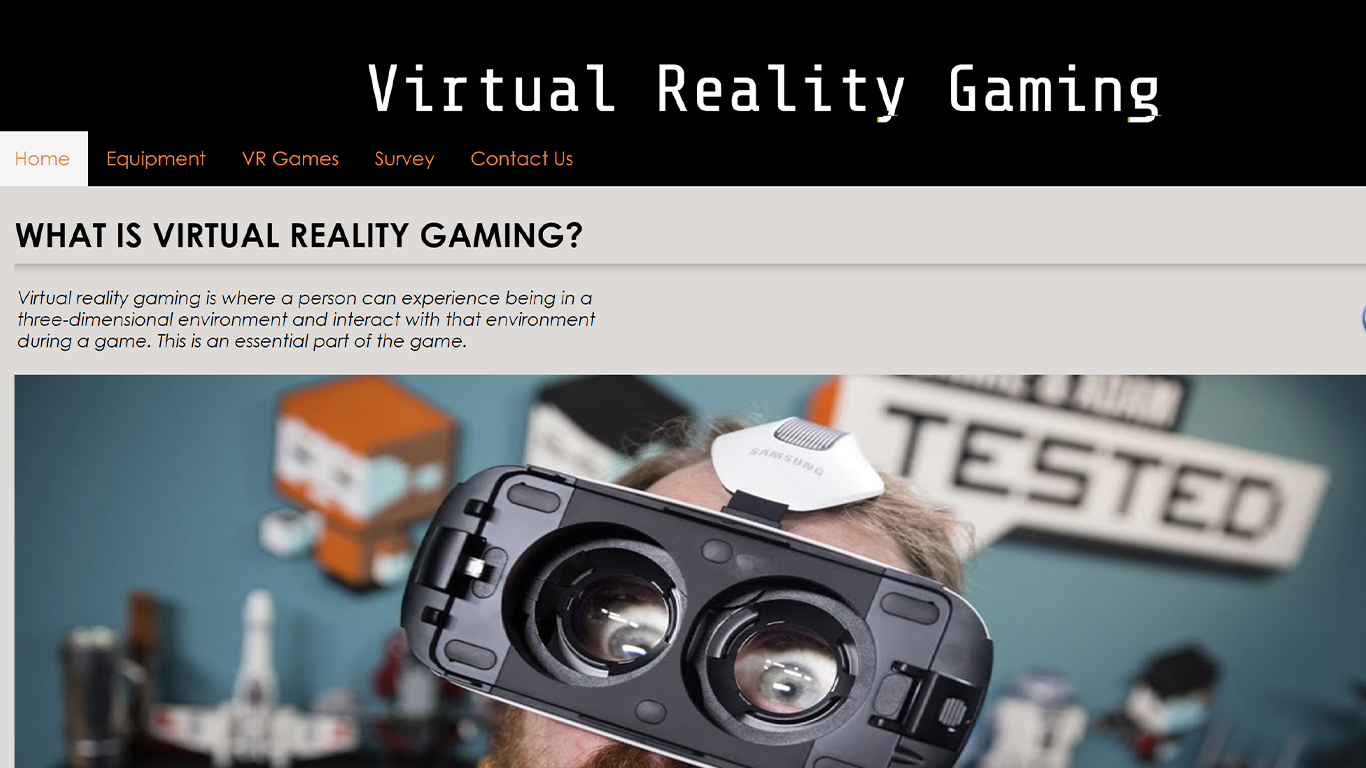 Virtual Reality Gaming
Home Equipment VR Games Survey Contact Us
WHAT IS VIRTUAL REALITY GAMING?
Virtual reality gaming is where a person can experience being in a
three-dimensional environment and interact with that environment
during a game. This is an essential part of the game.
SAMSUNG
TESTED